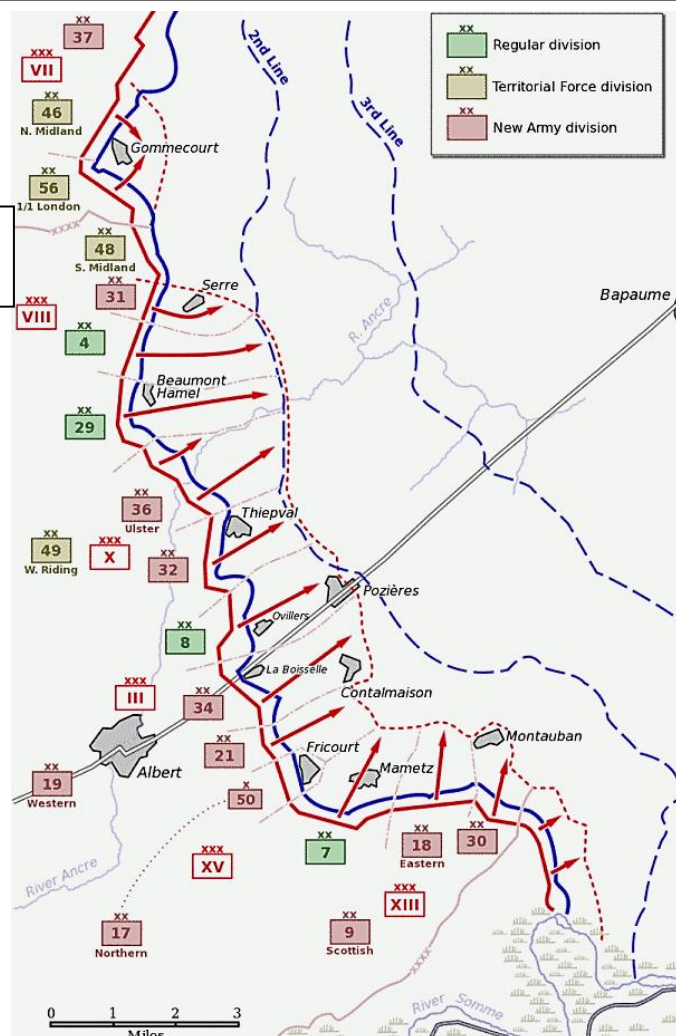 XX
37
XXX
VII
XX
46
N. Midland
XX
56
1/1 London
XXXX
XX
48
S. Midland
XX
31
XXX
VIII
XX
4
XX
29
XX
36
Ulster
XX
49
W. Riding
XXX
X
XX
32
XX
8
XXX
III
XX
34
XX
21
XX
19
Western
X
50
XXX
XV
XX
17
Northern
XX
7
XX
18
Eastern
XX
30
XXX
XIII
XX
9
Scottish
XXXX
2nd Line
3rd Line
XX
Regular division
XX
Territorial Force division
XX
New Army division
Gommecourt
Serre
R. Ancre
Bapaume
Beaumont
Hamel
Thiepval
Pozières
Ovillers
La Boisselle
Contalmaison
Albert
Fricourt
Mametz
Montauban
River Ancre
River Somme
0 1 2 3
Miles